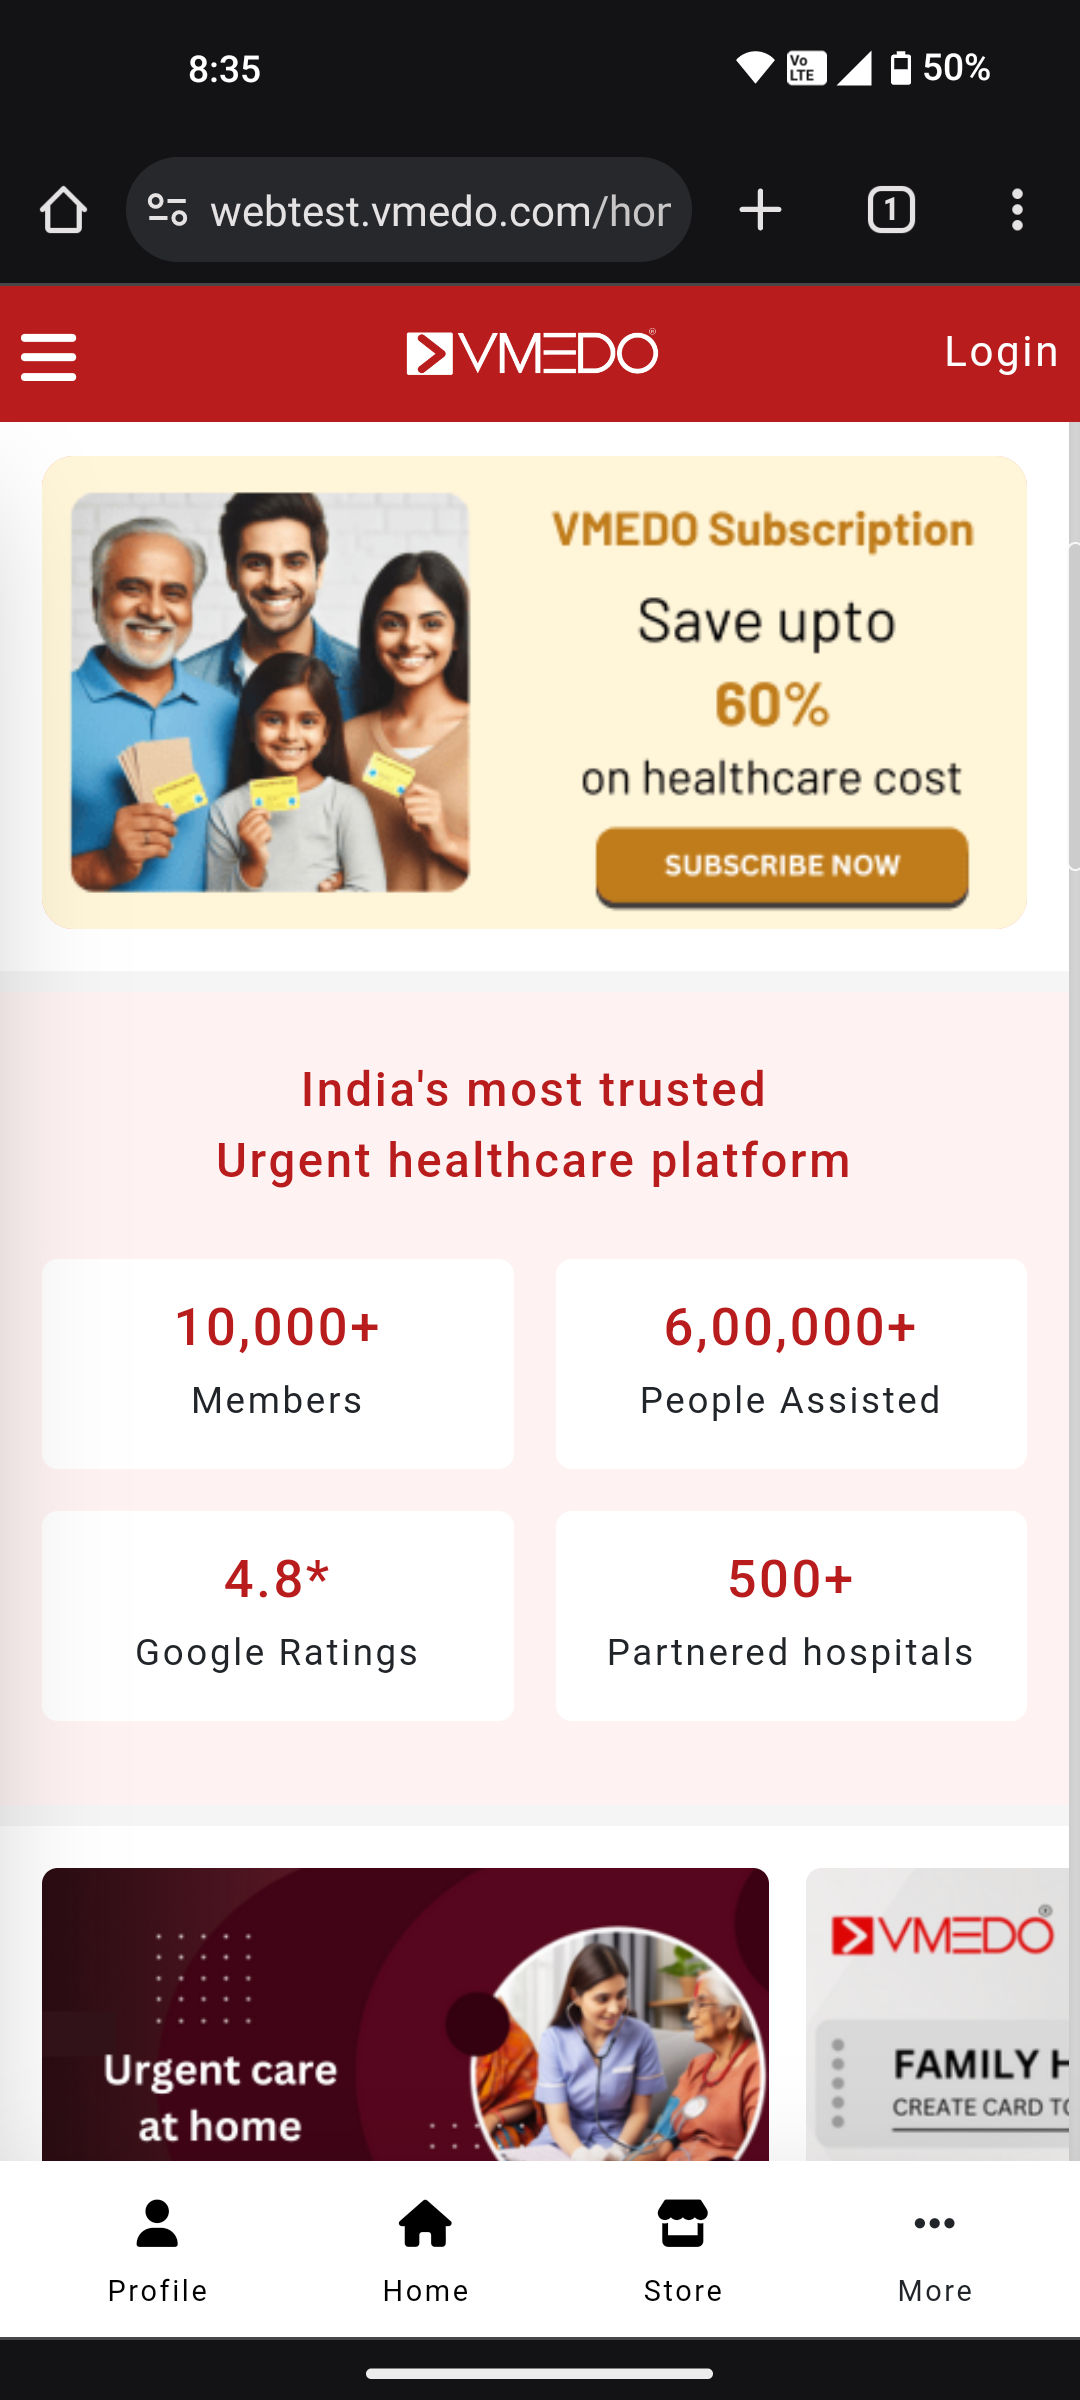 8:35
Vo LTE
50%
webtest.vmedo.com/hor
1
VMEDO®
Login
VMEDO Subscription
Save upto
60%
on healthcare cost
SUBSCRIBE NOW
India's most trusted
Urgent healthcare platform
10,000+
Members
6,00,000+
People Assisted
4.8*
Google Ratings
500+
Partnered hospitals
Urgent care
at home
VMEDO®
FAMILY H
CREATE CARD TO
Profile
Home
Store
More